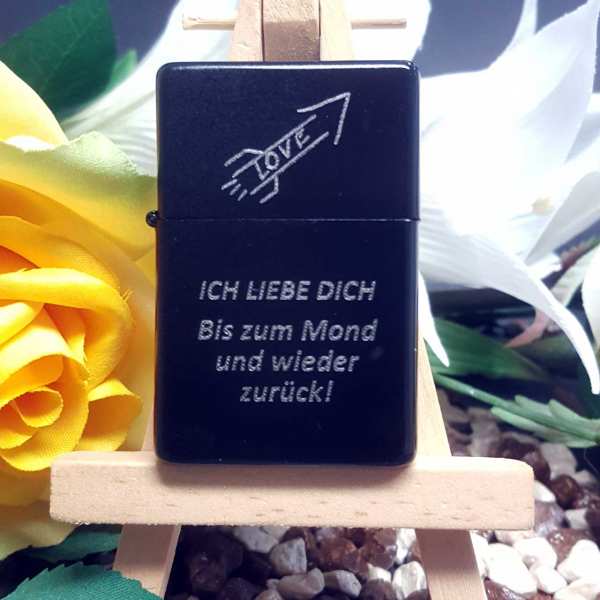 LOVE
ICH LIEBE DICH
Bis zum Mond
und wieder
zurück!